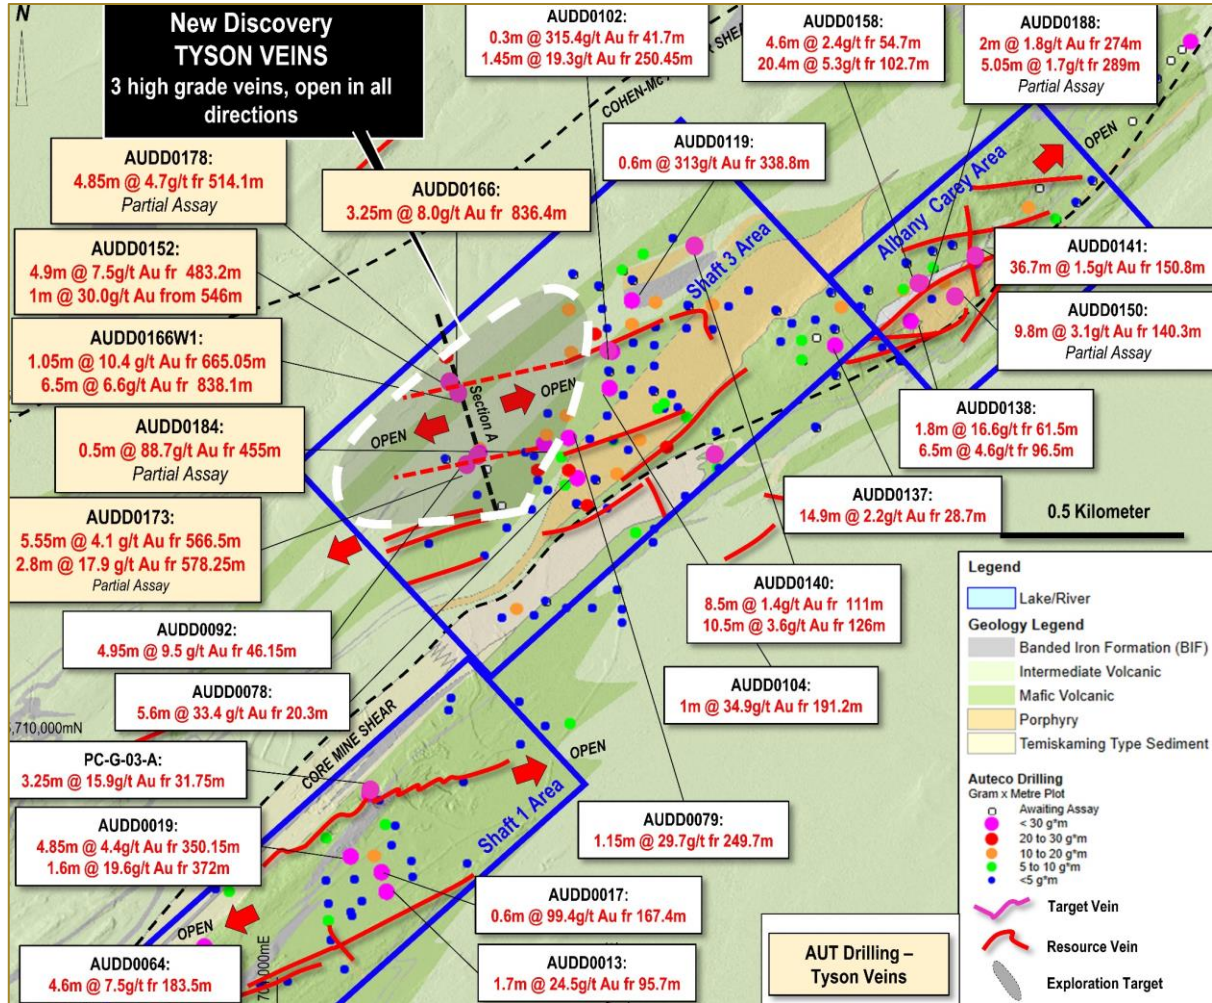 N
New Discovery
TYSON VEINS
3 high grade veins, open in all
directions
AUDD0102:
0.3m @ 315.4g/t Au fr 41.7m
1.45m @ 19.3g/t Au fr 250.45m
AUDD0158:
4.6m @ 2.4g/t fr 54.7m
20.4m @ 5.3g/t fr 102.7m
AUDD0188:
2m @ 1.8g/t Au fr 274m
5.05m @ 1.7g/t fr 289m
Partial Assay
SHEAR
OPEN
AUDD0178:
4.85m @ 4.7g/t fr 514.1m
Partial Assay
AUDD0166:
3.25m @ 8.0g/t Au fr 836.4m
AUDD0119:
0.6m @ 313g/t Au fr 338.8m
Albany Carey Area
Shaft 3 Area
AUDD0152:
4.9m @ 7.5g/t Au fr 483.2m
1m @ 30.0g/t Au from 546m
AUDD0141:
36.7m @ 1.5g/t Au fr 150.8m
AUDD0166W1:
1.05m @ 10.4 g/t Au fr 665.05m
6.5m @ 6.6g/t Au fr 838.1m
AUDD0150:
9.8m @ 3.1g/t Au fr 140.3m
Partial Assay
Section A
OPEN
OPEN
AUDD0184:
0.5m @ 88.7g/t Au fr 455m
Partial Assay
AUDD0138:
1.8m @ 16.6g/t fr 61.5m
6.5m @ 4.6g/t fr 96.5m
AUDD0137:
14.9m @ 2.2g/t Au fr 28.7m
0.5 Kilometer
AUDD0173:
5.55m @ 4.1 g/t Au fr 566.5m
2.8m @ 17.9 g/t Au fr 578.25m
Partial Assay
AUDD0140:
8.5m @ 1.4g/t Au fr 111m
10.5m @ 3.6g/t Au fr 126m
AUDD0092:
4.95m @ 9.5 g/t Au fr 46.15m
AUDD0104:
1m @ 34.9g/t Au fr 191.2m
AUDD0078:
5.6m @ 33.4 g/t Au fr 20.3m
,710,000mN
CORE MINE SHEAR
OPEN
PC-G-03-A:
3.25m @ 15.9g/t Au fr 31.75m
Shaft 1 Area
AUDD0079:
1.15m @ 29.7g/t fr 249.7m
AUDD0019:
4.85m @ 4.4g/t Au fr 350.15m
1.6m @ 19.6g/t Au fr 372m
AUDD0017:
0.6m @ 99.4g/t Au fr 167.4m
OPEN
AUDD0064:
4.6m @ 7.5g/t fr 183.5m
AUDD0013:
1.7m @ 24.5g/t Au fr 95.7m
AUT Drilling –
Tyson Veins
Legend
Lake/River
Geology Legend
Banded Iron Formation (BIF)
Intermediate Volcanic
Mafic Volcanic
Porphyry
Temiskaming Type Sediment
Auteco Drilling
Gram x Metre Plot
Awaiting Assay
< 30 g*m
20 to 30 g*m
10 to 20 g*m
5 to 10 g*m
<5 g*m
Target Vein
Resource Vein
Exploration Target